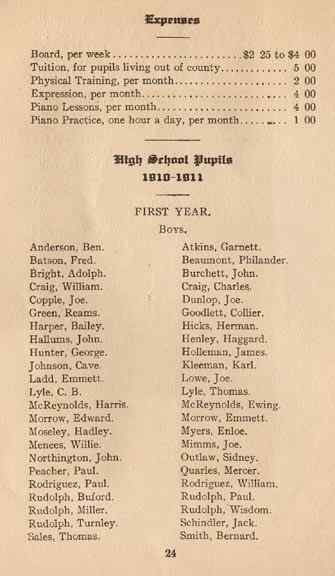 Expenses
Board, per week........................$2 25 to $4 00
Tuition, for pupils living out of county............ 5 00
Physical Training, per month..................... 2 00
Expression, per month........................... 4 00
Piano Lessons, per month........................ 4 00
Piano Practice, one hour a day, per month........ 1 00
High School Pupils
1910-1911
FIRST YEAR.
Boys.
Anderson, Ben. Atkins, Garnett.
Batson, Fred. Beaumont, Philander.
Bright, Adolph. Burchett, John.
Craig, William. Craig, Charles.
Copple, Joe. Dunlop, Joe.
Green, Reams. Goodlett, Collier.
Harper, Bailey. Hicks, Herman.
Hallums, John. Henley, Haggard.
Hunter, George. Holleman, James.
Johnson, Cave. Kleeman, Karl.
Ladd, Emmett. Lowe, Joe.
Lyle, C. B. Lyle, Thomas.
McReynolds, Harris. McReynolds, Ewing.
Morrow, Edward. Morrow, Emmett.
Moseley, Hadley. Myers, Enloe.
Menees, Willie. Mimms, Joe.
Northington, John. Outlaw, Sidney.
Peacher, Paul. Quarles, Mercer.
Rodriguez, Paul. Rodriguez, William.
Rudolph, Buford. Rudolph, Paul.
Rudolph, Miller. Rudolph, Wisdom.
Rudolph, Turnley. Schindler, Jack.
Sales, Thomas. Smith, Bernard.
24